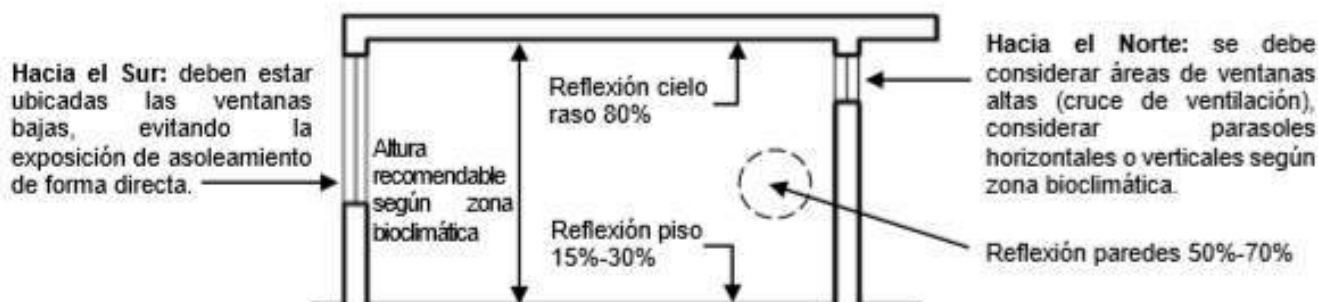 Hacia el Sur: deben estar
ubicadas las ventanas
bajas, evitando la
exposición de asoleamiento
de forma directa.
Altura
recomendable
según zona
bioclimática
Reflexión cielo
raso 80%
Reflexión piso
15%-30%
Hacia el Norte: se debe
considerar áreas de ventanas
altas (cruce de ventilación),
considerar parasoles
horizontales o verticales según
zona bioclimática.
Reflexión paredes 50%-70%